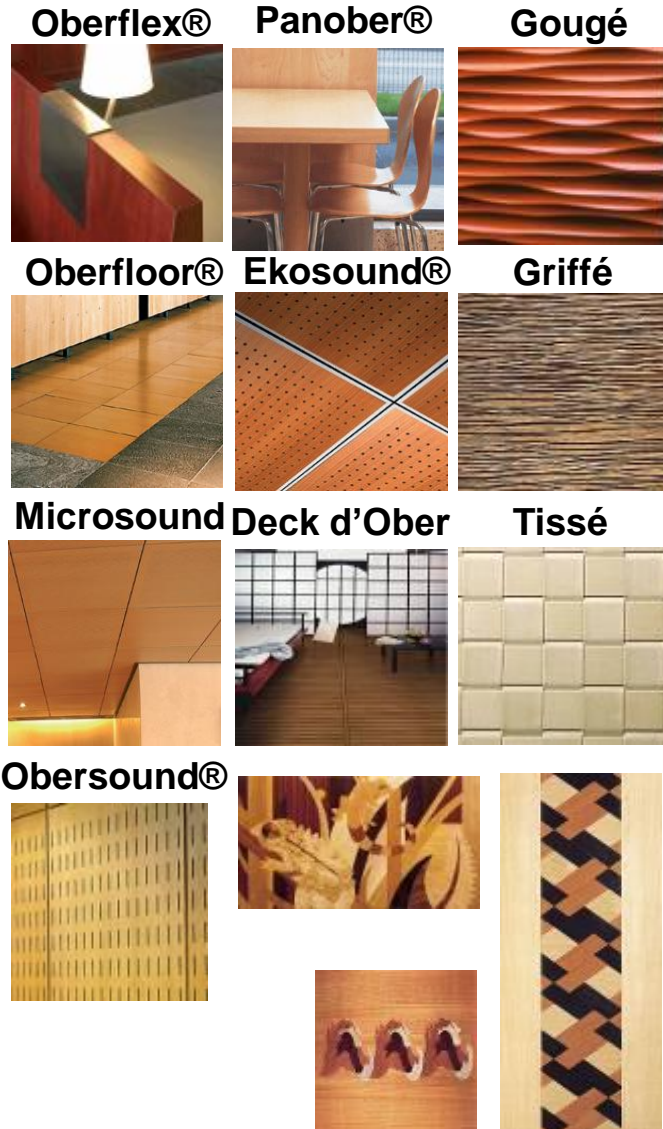 Oberflex® Panober® Gougé
Oberfloor® Ekosound® Griffé
Microsound Deck d’Ober Tissé
Obersound®